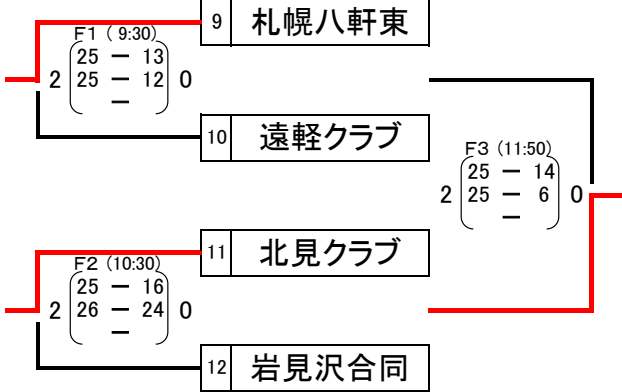 9 札幌八軒東
F1 ( 9:30)
25 ー 13
2 25 ー 12 0
ー
10 遠軽クラブ
F3 (11:50)
25 ー 14
2 25 ー 6 0
ー
11 北見クラブ
F2 (10:30)
25 ー 16
2 26 ー 24 0
ー
12 岩見沢合同